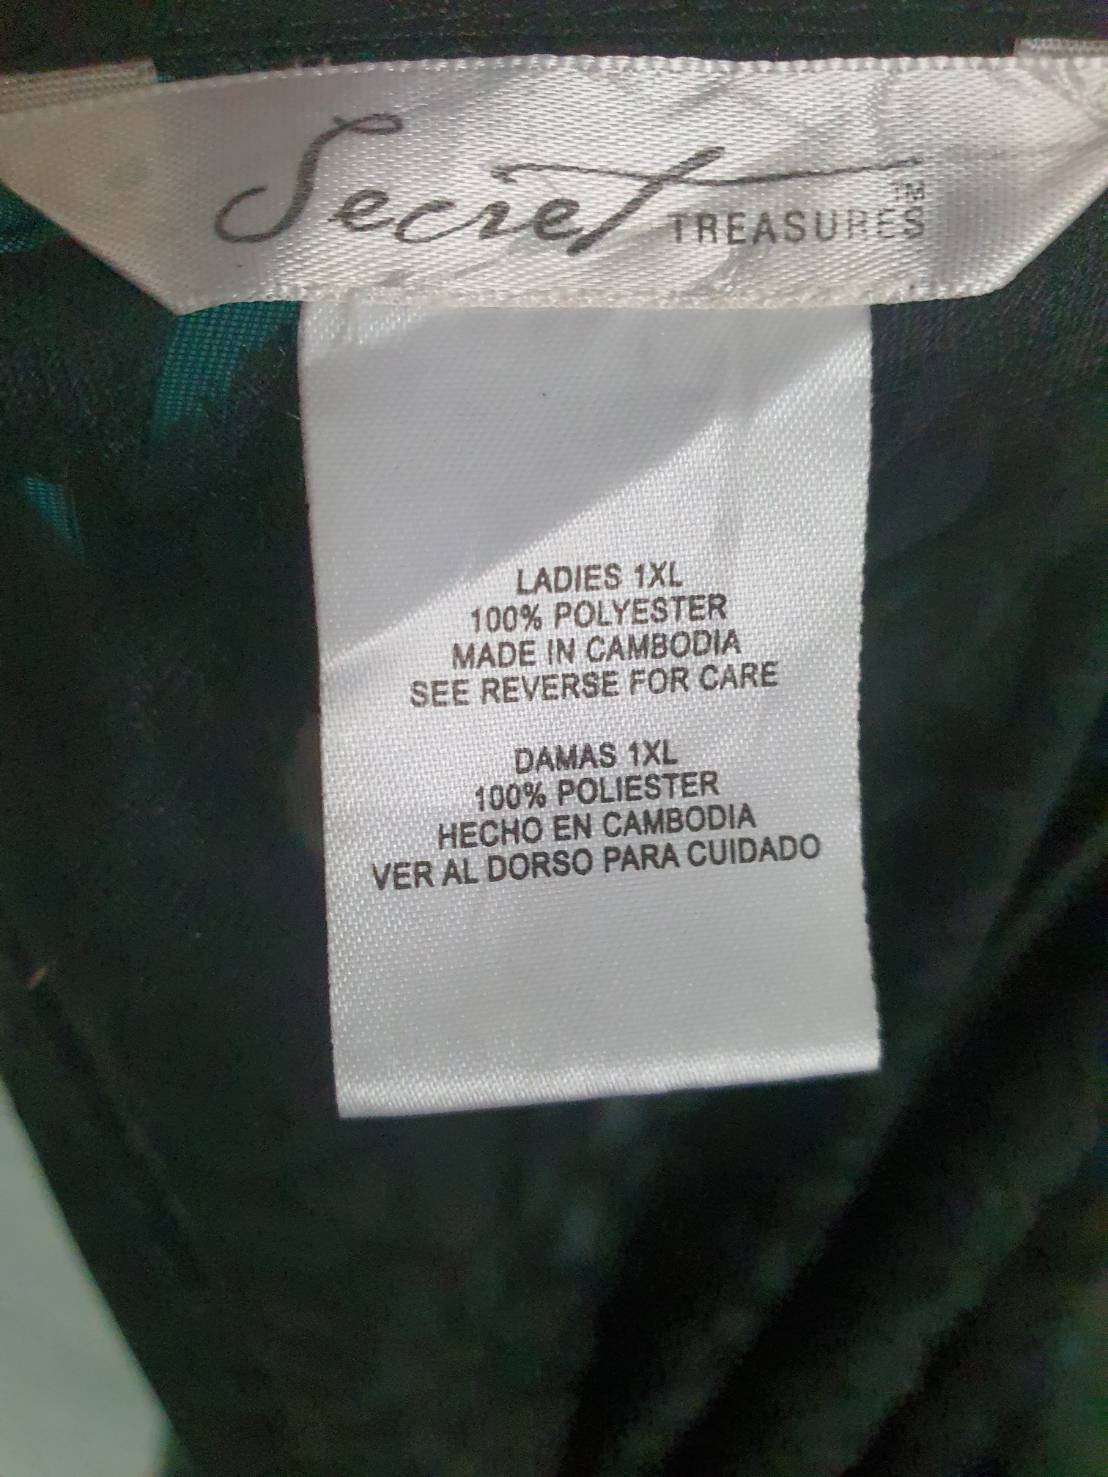 Secret TREASURES™
LADIES 1XL
100% POLYESTER
MADE IN CAMBODIA
SEE REVERSE FOR CARE
DAMAS 1XL
100% POLIESTER
HECHO EN CAMBODIA
VER AL DORSO PARA CUIDADO